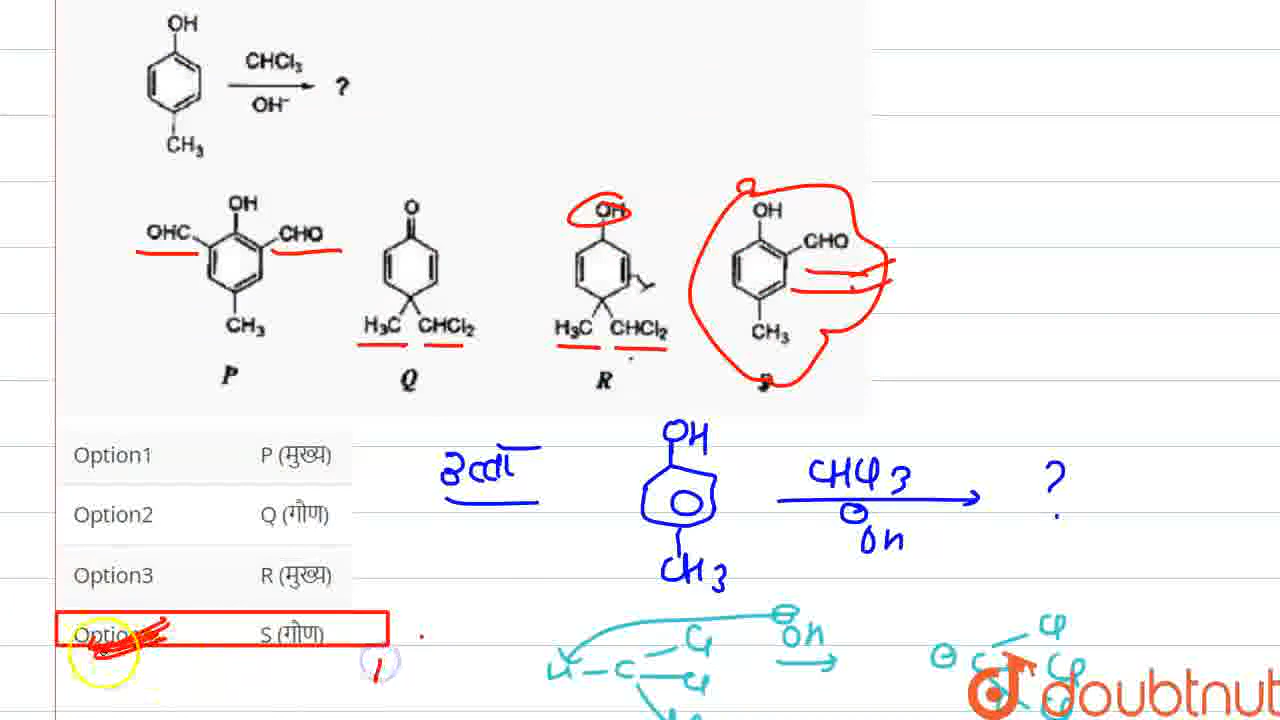 OH
CHCl₃
OH⁻
?
CH₃
OH
OHC CHO
CH₃
P
O
H₃C CHCl₂
Q
OH
H₃C CHCl₂
R
OH
CHO
CH₃
Option1 P (मुख्य)
Option2 Q (गौण)
Option3 R (मुख्य)
S (गौण)
OH
CHCl3
?
CH3
doubtnut